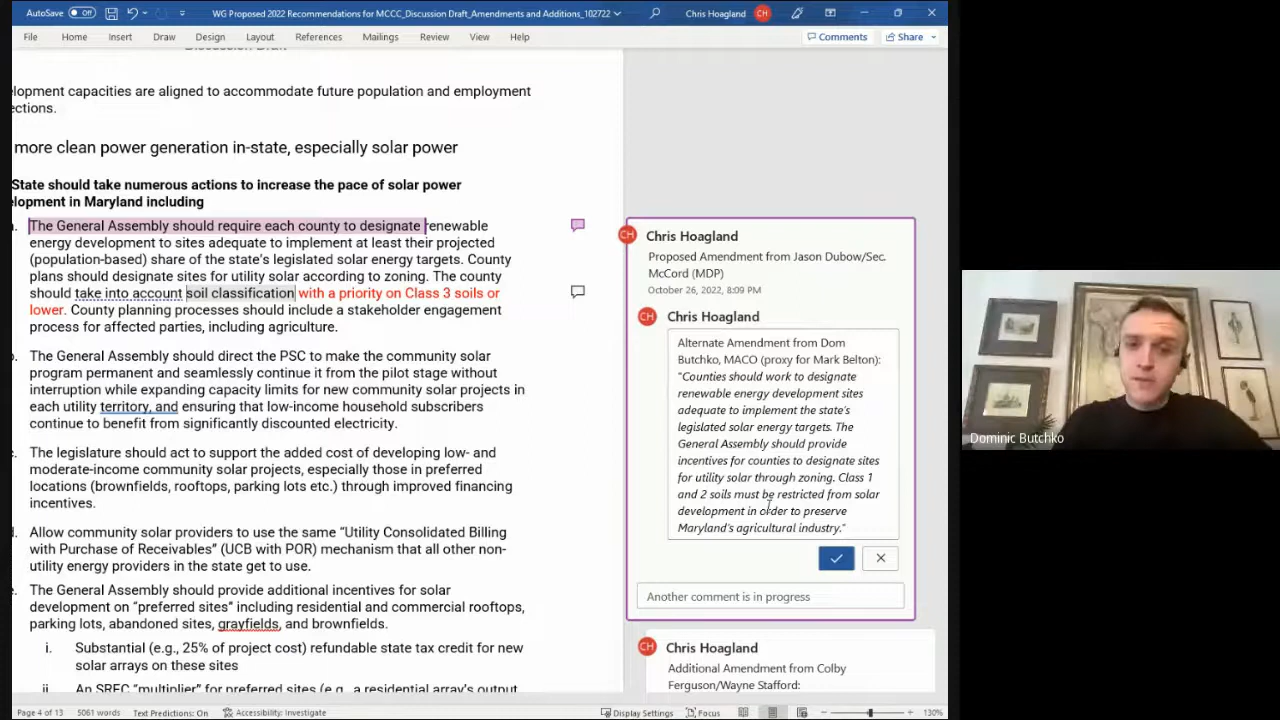 AutoSave Off WG Proposed 2022 Recommendations for MCCC_Discussion Draft_Amendments and Additions_102722 Chris Hoagland CH
File Home Insert Draw Design Layout References Mailings Review View Help Comments Share
Discussion Draft
elopment capacities are aligned to accommodate future population and employment
ections.
more clean power generation in-state, especially solar power
State should take numerous actions to increase the pace of solar power
elopment in Maryland including
The General Assembly should require each county to designate renewable
energy development to sites adequate to implement at least their projected
(population-based) share of the state's legislated solar energy targets. County
plans should designate sites for utility solar according to zoning. The county
should take into account soil classification with a priority on Class 3 soils or
lower. County planning processes should include a stakeholder engagement
process for affected parties, including agriculture.
The General Assembly should direct the PSC to make the community solar
program permanent and seamlessly continue it from the pilot stage without
interruption while expanding capacity limits for new community solar projects in
each utility territory, and ensuring that low-income household subscribers
continue to benefit from significantly discounted electricity.
The legislature should act to support the added cost of developing low- and
moderate-income community solar projects, especially those in preferred
locations (brownfields, rooftops, parking lots etc.) through improved financing
incentives.
Allow community solar providers to use the same “Utility Consolidated Billing
with Purchase of Receivables” (UCB with POR) mechanism that all other non-
utility energy providers in the state get to use.
The General Assembly should provide additional incentives for solar
development on “preferred sites” including residential and commercial rooftops,
parking lots, abandoned sites, grayfields, and brownfields.
i. Substantial (e.g., 25% of project cost) refundable state tax credit for new
solar arrays on these sites
ii. An SREC “multiplier” for preferred sites (e.g., a residential array's output
CH Chris Hoagland
Proposed Amendment from Jason Dubow/Sec.
McCord (MDP)
October 26, 2022, 8:09 PM
CH Chris Hoagland
Alternate Amendment from Dom
Butchko, MACO (proxy for Mark Belton):
“Counties should work to designate
renewable energy development sites
adequate to implement the state's
legislated solar energy targets. The
General Assembly should provide
incentives for counties to designate sites
for utility solar through zoning. Class 1
and 2 soils must be restricted from solar
development in order to preserve
Maryland's agricultural industry.”
Another comment is in progress
CH Chris Hoagland
Additional Amendment from Colby
Ferguson/Wayne Stafford:
Page 4 of 13 5061 words Text Predictions: On Accessibility: Investigate Display Settings Focus 130%
Dominic Butchko